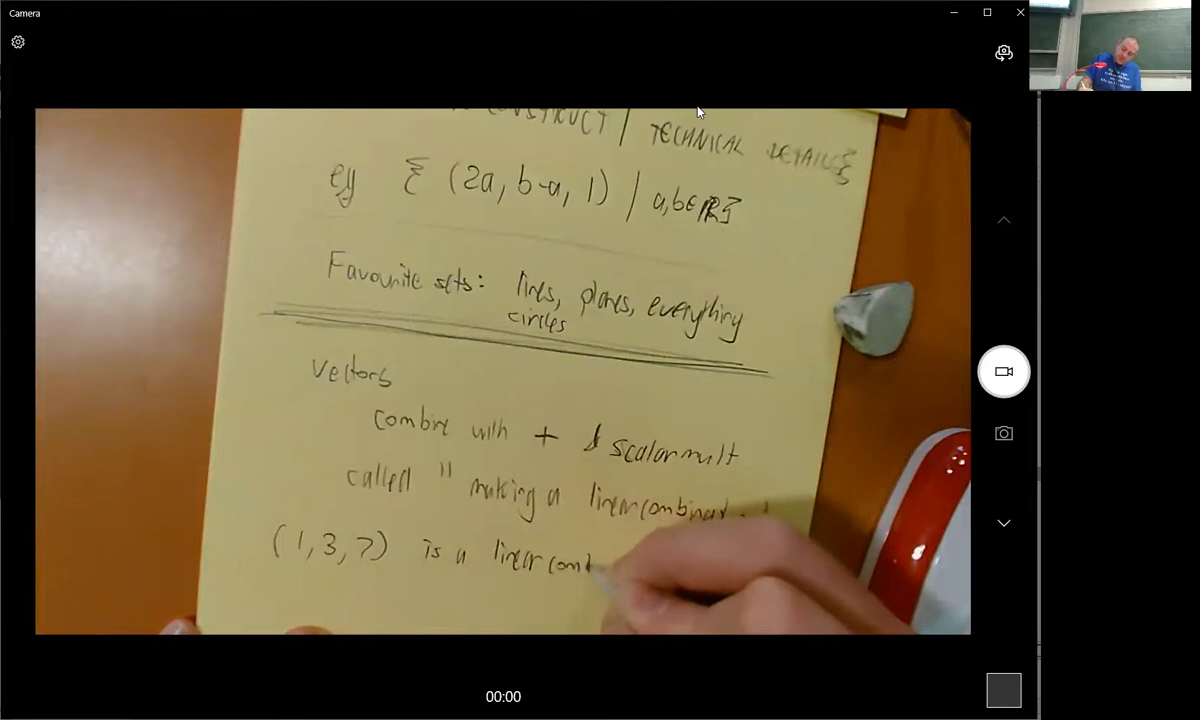 Camera
CONSTRUCT | TECHNICAL DETAILS}
eg { (2a, b-a, 1) | a,b∈R}
Favourite sets: lines, planes, everything
circles
vectors
combine with + & scalar mult
called " making a linear combination
(1, 3, 7) is a linear comb
00:00